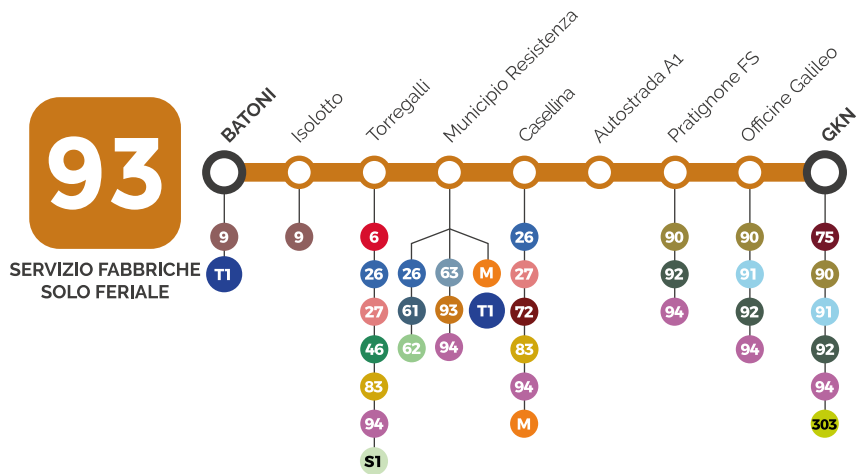 93
SERVIZIO FABBRICHE
SOLO FERIALE
BATONI
9
T1
Isolotto
9
Torregalli
6
26
27
46
83
94
S1
Municipio Resistenza
26
61
62
63
93
94
M
T1
Casellina
26
27
72
83
94
M
Autostrada A1
Pratignone FS
90
92
94
Officine Galileo
90
91
92
94
GKN
75
90
91
92
94
303